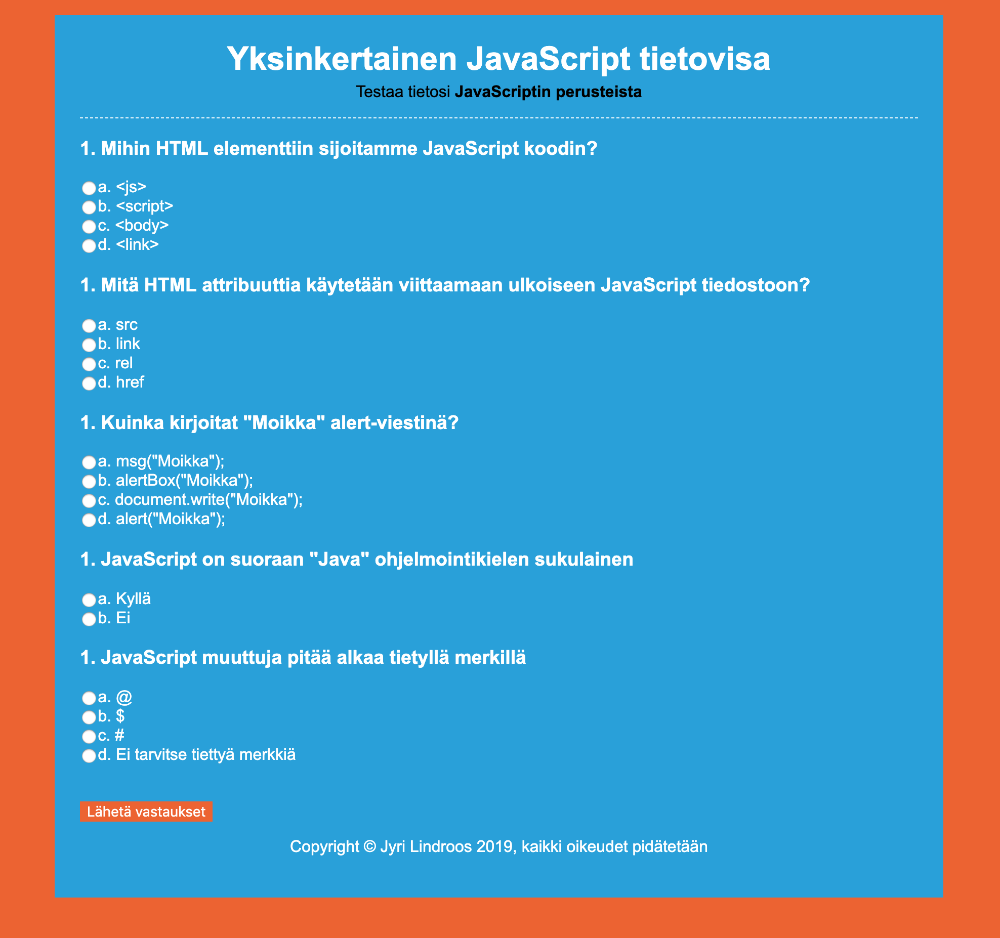 Yksinkertainen JavaScript tietovisa
Testaa tietosi JavaScriptin perusteista
1. Mihin HTML elementtiin sijoitamme JavaScript koodin?
a. <js>
b. <script>
c. <body>
d. <link>
1. Mitä HTML attribuuttia käytetään viittaamaan ulkoiseen JavaScript tiedostoon?
a. src
b. link
c. rel
d. href
1. Kuinka kirjoitat "Moikka" alert-viestinä?
a. msg("Moikka");
b. alertBox("Moikka");
c. document.write("Moikka");
d. alert("Moikka");
1. JavaScript on suoraan "Java" ohjelmointikielen sukulainen
a. Kyllä
b. Ei
1. JavaScript muuttuja pitää alkaa tietyllä merkillä
a. @
b. $
c. #
d. Ei tarvitse tiettyä merkkiä
Lähetä vastaukset
Copyright © Jyri Lindroos 2019, kaikki oikeudet pidätetään